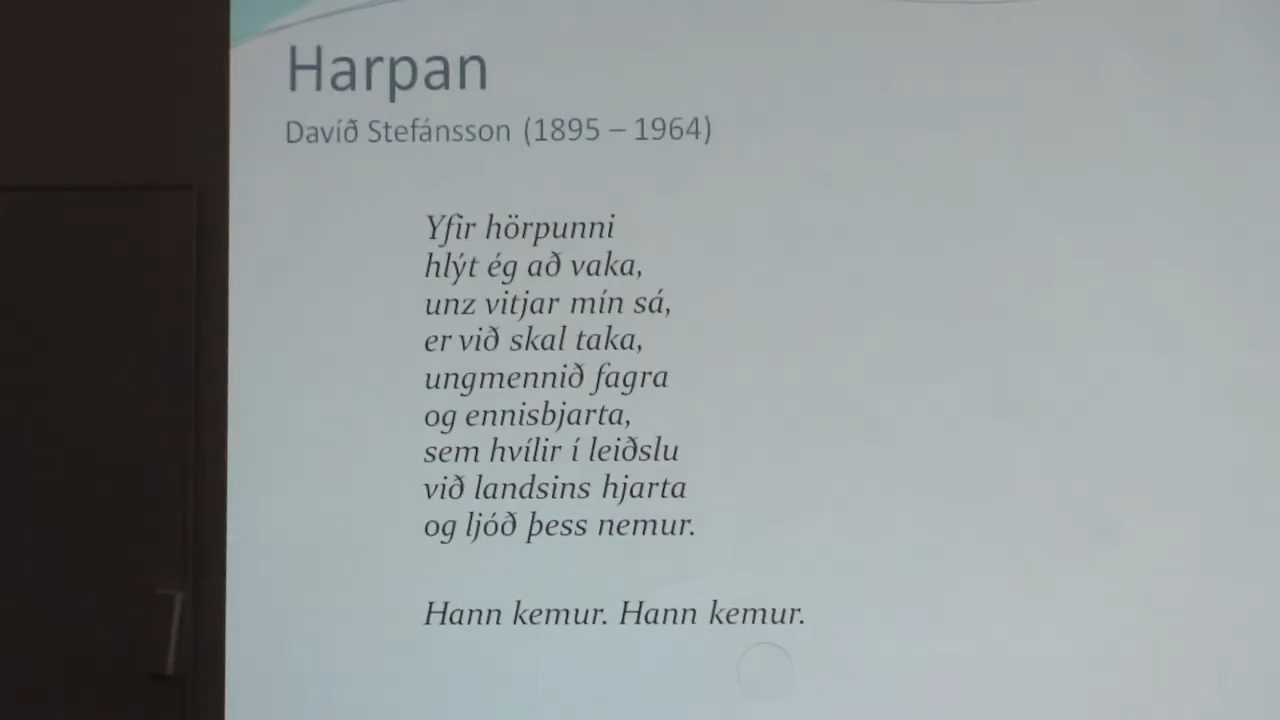 Harpan
Davíð Stefánsson (1895 – 1964)
Yfir hörpunni
hlýt ég að vaka,
unz vitjar mín sá,
er við skal taka,
ungmennið fagra
og ennisbjarta,
sem hvílir í leiðslu
við landsins hjarta
og ljóð þess nemur.
Hann kemur. Hann kemur.